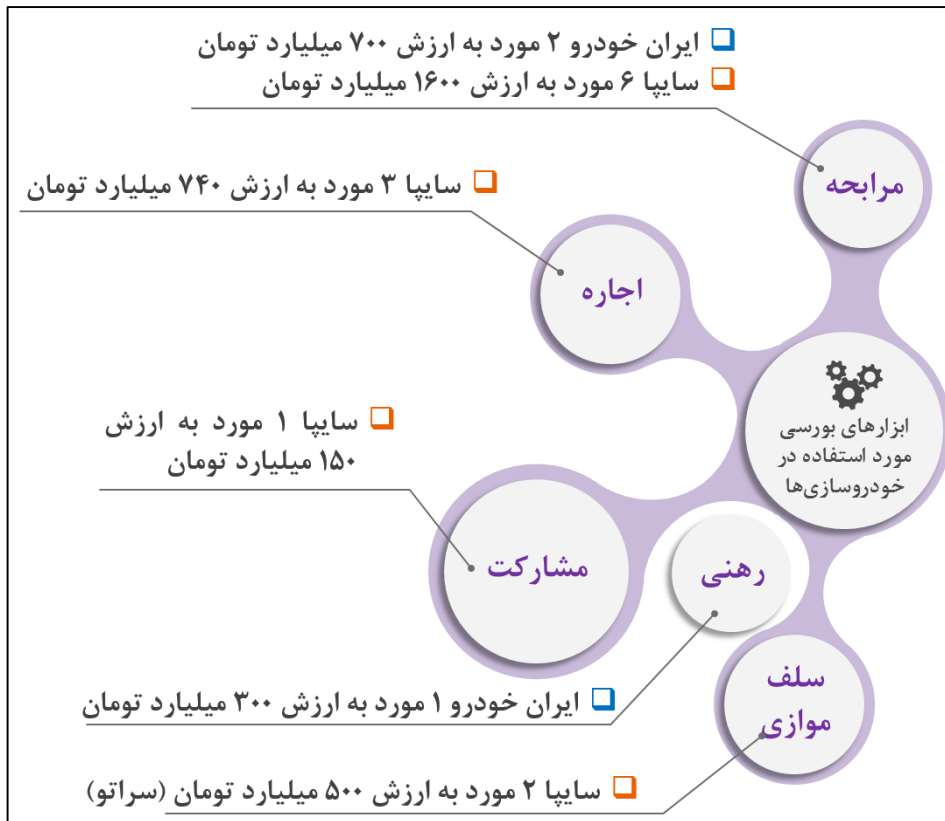 ایران خودرو ۲ مورد به ارزش ۷۰۰ میلیارد تومان
سایپا ۶ مورد به ارزش ۱۶۰۰ میلیارد تومان
مرابحه
سایپا ۳ مورد به ارزش ۷۴۰ میلیارد تومان
اجاره
ابزارهای بورسی
مورد استفاده در
خودروسازی‌ها
سایپا ۱ مورد به ارزش
۱۵۰ میلیارد تومان
مشارکت
رهنی
ایران خودرو ۱ مورد به ارزش ۳۰۰ میلیارد تومان
سلف
موازی
سایپا ۲ مورد به ارزش ۵۰۰ میلیارد تومان (سراتو)